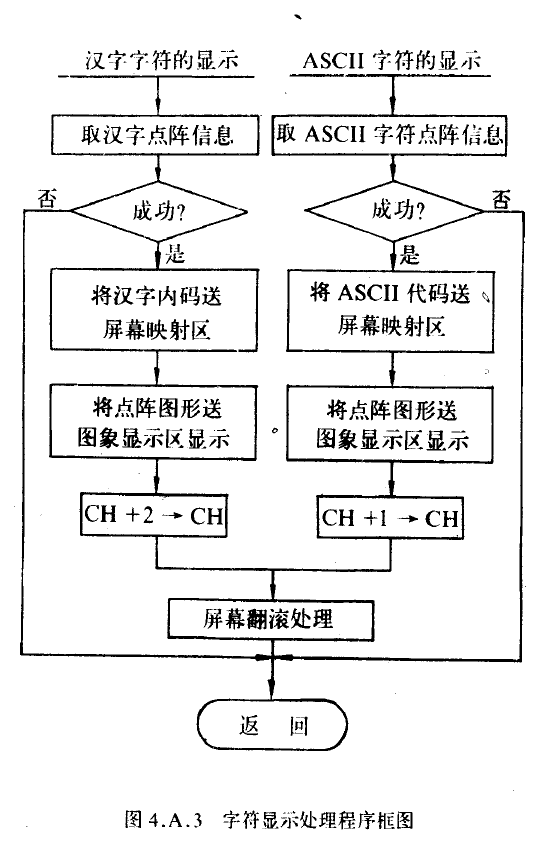 汉字字符的显示
ASCII 字符的显示
取汉字点阵信息
取 ASCII 字符点阵信息
否
成功?
成功?
否
是
是
将汉字内码送
屏幕映射区
将 ASCII 代码送
屏幕映射区
将点阵图形送
图象显示区显示
将点阵图形送
图象显示区显示
CH +2 → CH
CH +1 → CH
屏幕翻滚处理
返 回
图 4.A.3 字符显示处理程序框图